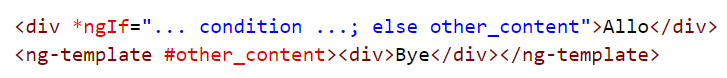 <div *ngIf="... condition ...; else other_content">Allo</div>
<ng-template #other_content><div>Bye</div></ng-template>